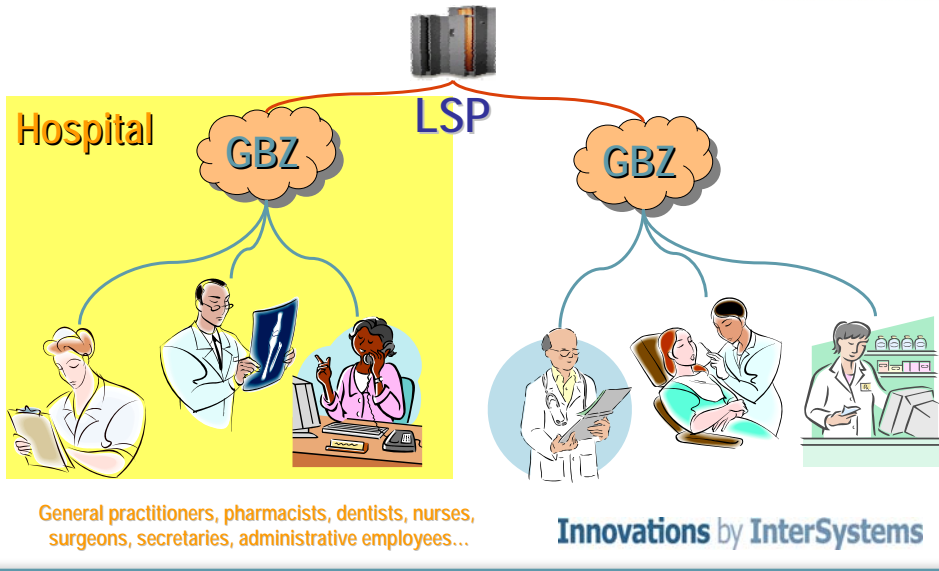 LSP
Hospital
GBZ
GBZ
General practitioners, pharmacists, dentists, nurses,
surgeons, secretaries, administrative employees...
Innovations by InterSystems